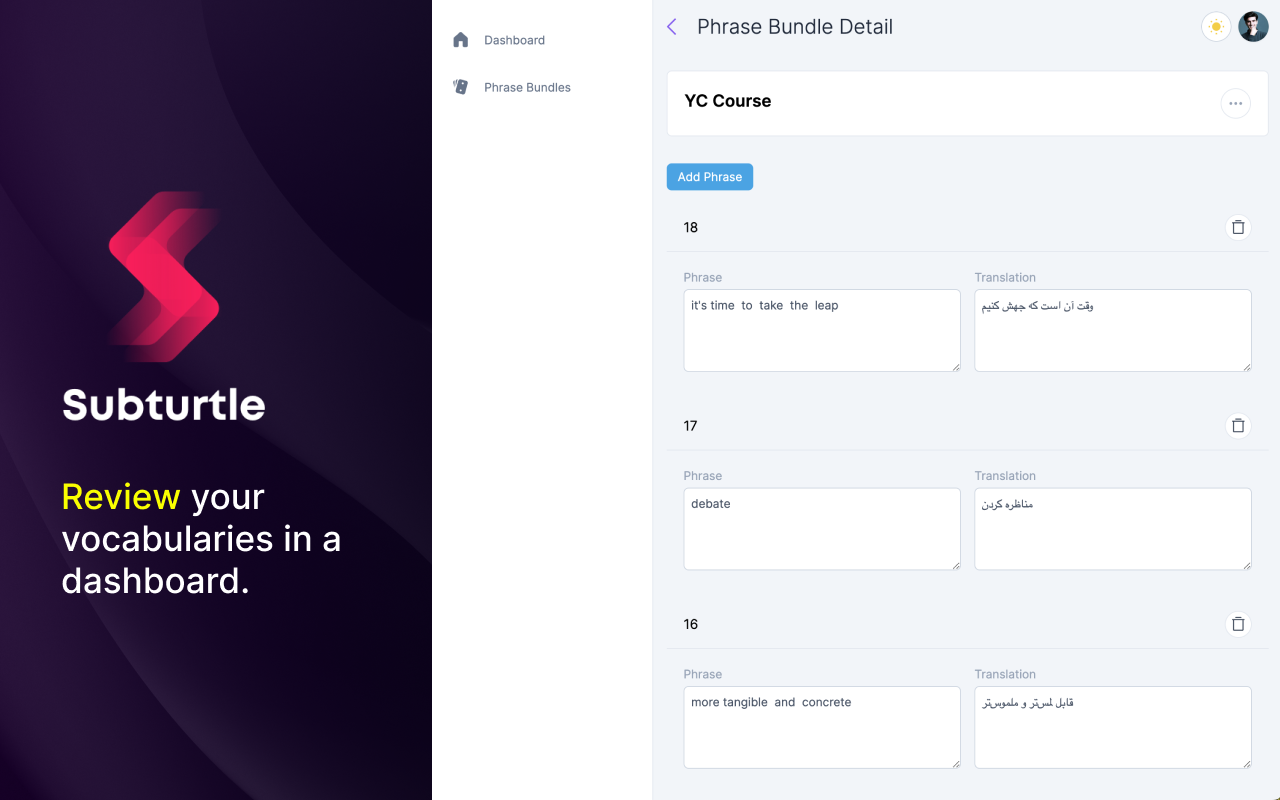 Subturtle
Review your
vocabularies in a
dashboard.
Dashboard
Phrase Bundles
Phrase Bundle Detail
YC Course
Add Phrase
18
Phrase
Translation
it's time to take the leap
وقت آن است که جهش کنیم
17
Phrase
Translation
debate
مناظره کردن
16
Phrase
Translation
more tangible and concrete
قابل لمس‌تر و ملموس‌تر